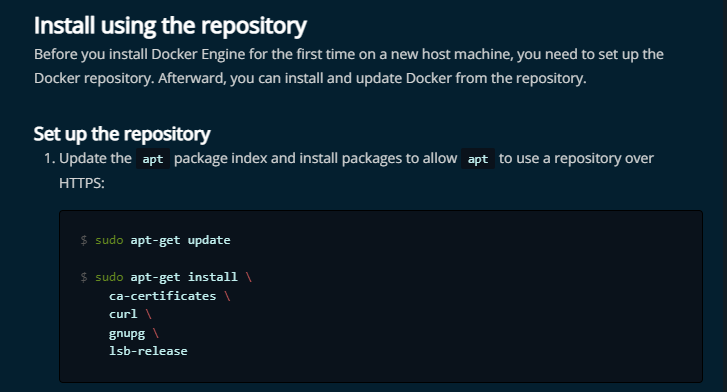 Install using the repository
Before you install Docker Engine for the first time on a new host machine, you need to set up the
Docker repository. Afterward, you can install and update Docker from the repository.
Set up the repository
1. Update the apt package index and install packages to allow apt to use a repository over
HTTPS:
$ sudo apt-get update
$ sudo apt-get install \
ca-certificates \
curl \
gnupg \
lsb-release